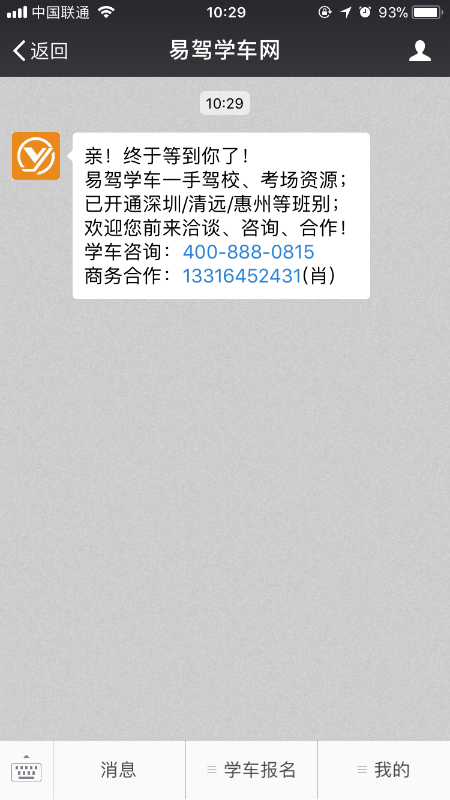 中国联通
10:29
93%
返回
易驾学车网
10:29
亲！终于等到你了！
易驾学车一手驾校、考场资源；
已开通深圳/清远/惠州等班别；
欢迎您前来洽谈、咨询、合作！
学车咨询：400-888-0815
商务合作：13316452431(肖)
消息
学车报名
我的